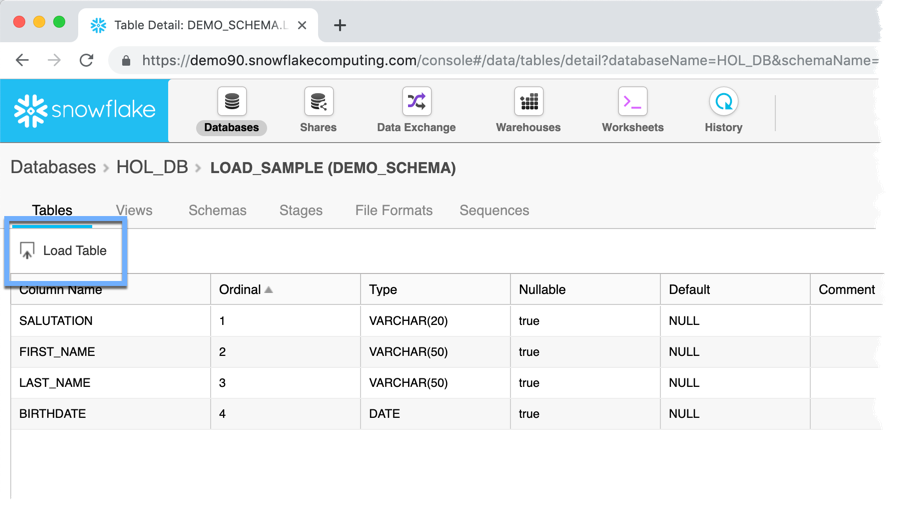 Table Detail: DEMO_SCHEMA.L
https://demo90.snowflakecomputing.com/console#/data/tables/detail?databaseName=HOL_DB&schemaName=
snowflake
Databases Shares Data Exchange Warehouses Worksheets History
Databases > HOL_DB > LOAD_SAMPLE (DEMO_SCHEMA)
Tables Views Schemas Stages File Formats Sequences
Load Table
Column Name Ordinal Type Nullable Default Comment
SALUTATION 1 VARCHAR(20) true NULL
FIRST_NAME 2 VARCHAR(50) true NULL
LAST_NAME 3 VARCHAR(50) true NULL
BIRTHDATE 4 DATE true NULL